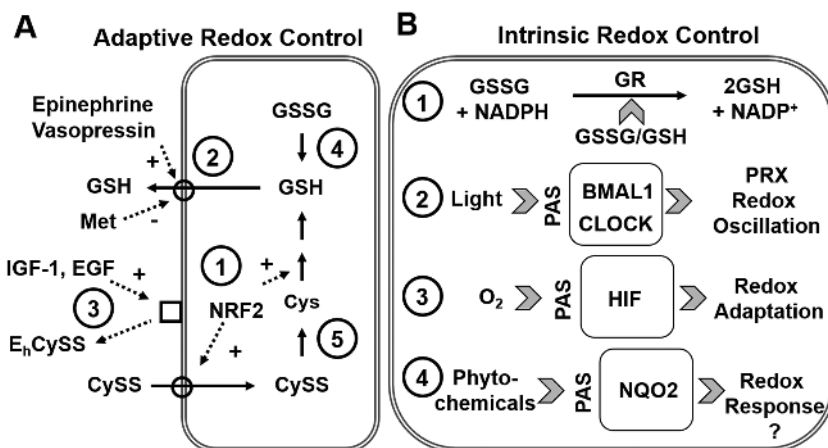 A
Adaptive Redox Control
Epinephrine
Vasopressin
+
GSH
Met
-
IGF-1, EGF
+
3
EhCySS
CySS
2
GSSG
4
GSH
1
+
NRF2
Cys
+
5
CySS
B
Intrinsic Redox Control
1
GSSG
+ NADPH
GR
2GSH
+ NADP⁺
GSSG/GSH
2
Light
PAS
BMAL1
CLOCK
PRX
Redox
Oscillation
3
O₂
PAS
HIF
Redox
Adaptation
4
Phyto-
chemicals
PAS
NQO2
Redox
Response
?